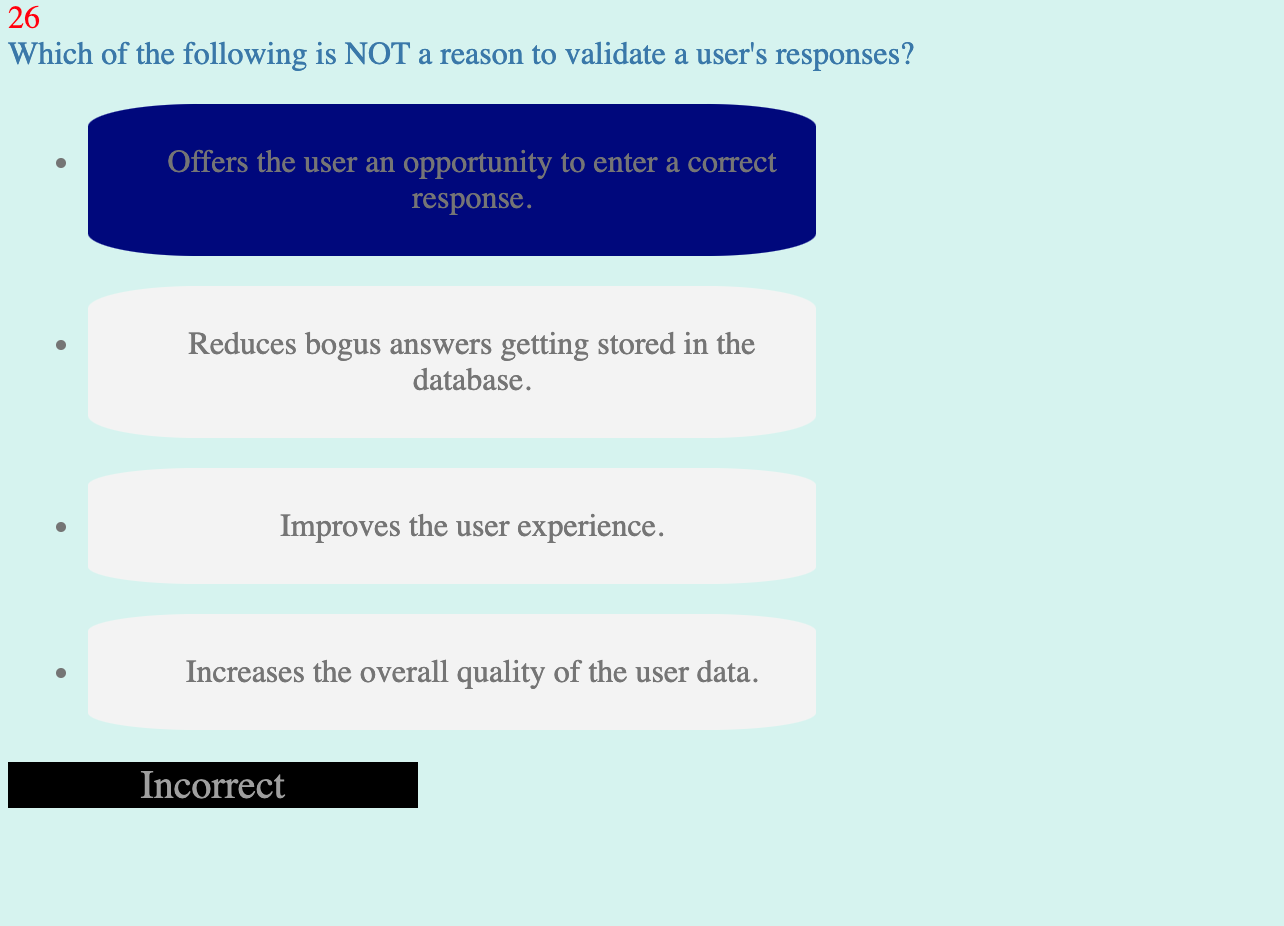 26
Which of the following is NOT a reason to validate a user's responses?
Offers the user an opportunity to enter a correct
response.
Reduces bogus answers getting stored in the
database.
Improves the user experience.
Increases the overall quality of the user data.
Incorrect